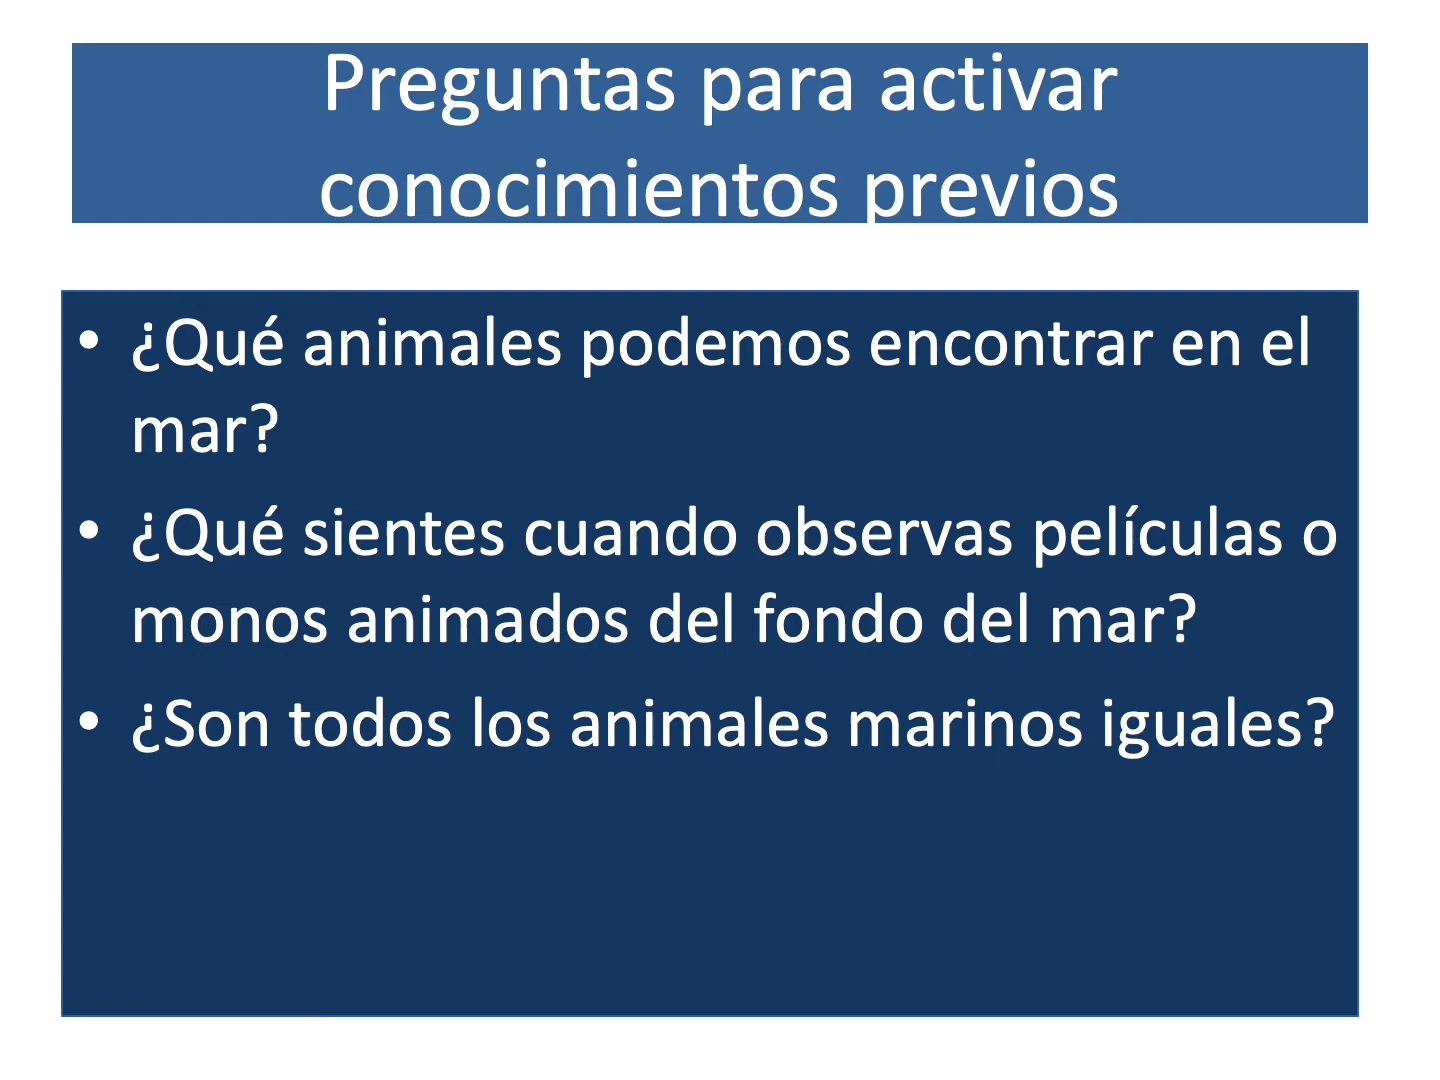 Preguntas para activar
conocimientos previos
• ¿Qué animales podemos encontrar en el
mar?
• ¿Qué sientes cuando observas películas o
monos animados del fondo del mar?
• ¿Son todos los animales marinos iguales?